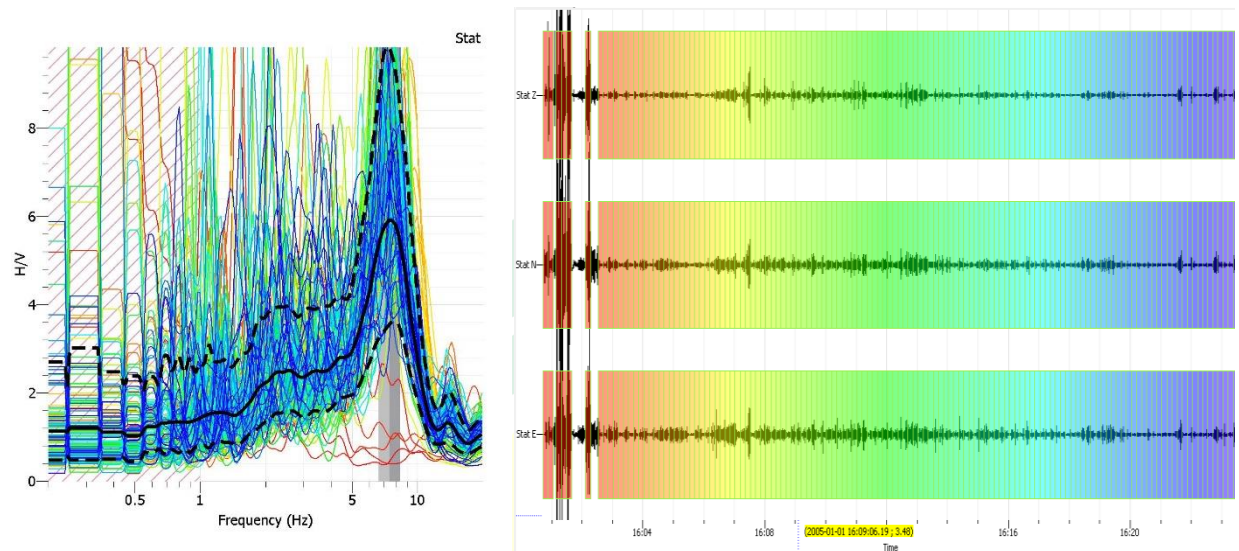 Stat
8
6
4
2
0
H/V
0.5 1 5 10
Frequency (Hz)
Stat Z
Stat N
Stat E
16:04 16:08 16:16 16:20
(2005-01-01 16:09:06.19 ; 3.48)
Time